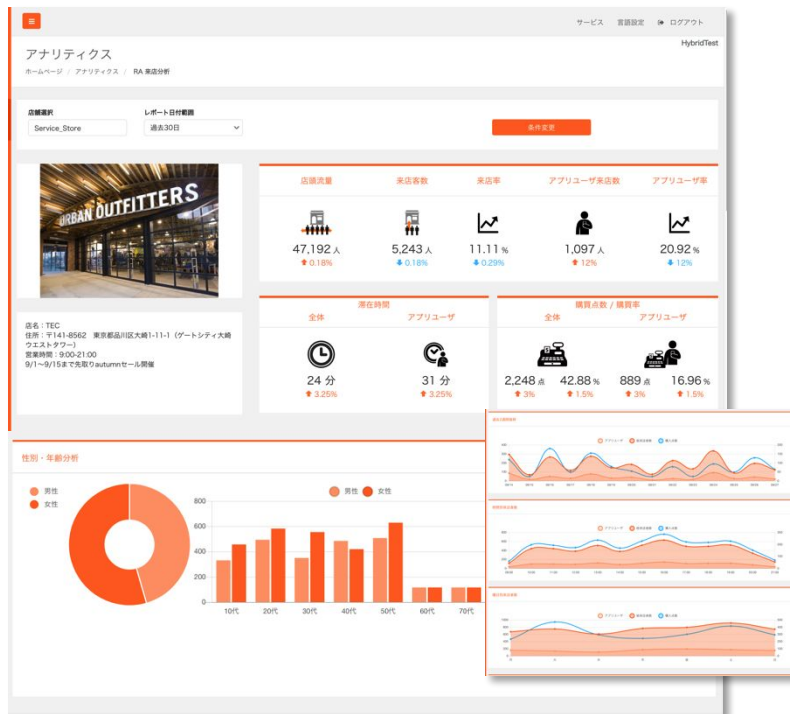 サービス 言語設定 ログアウト
HybridTest
アナリティクス
ホームページ / アナリティクス / RA 来店分析
店舗選択 レポート日付範囲
Service_Store 過去30日 条件変更
URBAN OUTFITTERS
店頭流量 来店客数 来店率 アプリユーザ来店数 アプリユーザ率
47,192 人 5,243 人 11.11 % 1,097 人 20.92 %
0.18% 0.18% 0.29% 12% 12%
滞在時間
全体 アプリユーザ
24 分 31 分
3.25% 3.25%
購買点数 / 購買率
全体 アプリユーザ
2,248 点 42.88 % 889 点 16.96 %
3% 1.5% 3% 1.5%
店名：TEC
住所：〒141-8562 東京都品川区大崎1-11-1（ゲートシティ大崎
ウエストタワー）
営業時間：9:00-21:00
9/1～9/15まで先取りautumnセール開催
性別・年齢分析
男性
女性
男性 女性
800
600
400
200
0
10代 20代 30代 40代 50代 60代 70代